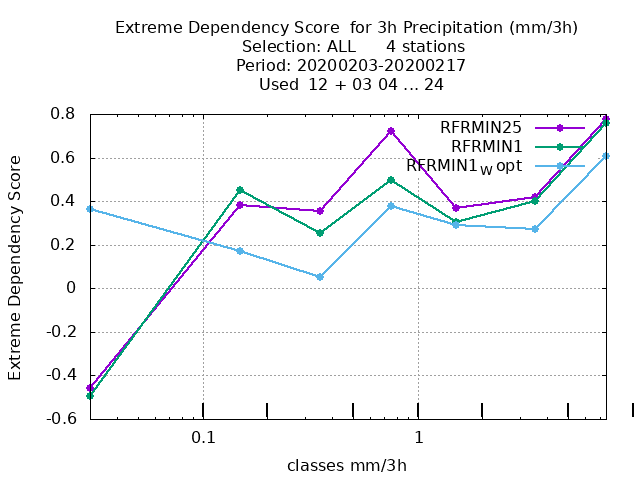 Extreme Dependency Score  for 3h Precipitation (mm/3h)
Selection: ALL      4 stations
Period: 20200203-20200217
Used  12 + 03 04 ... 24
RFRMIN25
RFRMIN1
RFRMIN1W opt
0.8
0.6
0.4
0.2
0
-0.2
-0.4
-0.6
Extreme Dependency Score
0.1
1
classes mm/3h